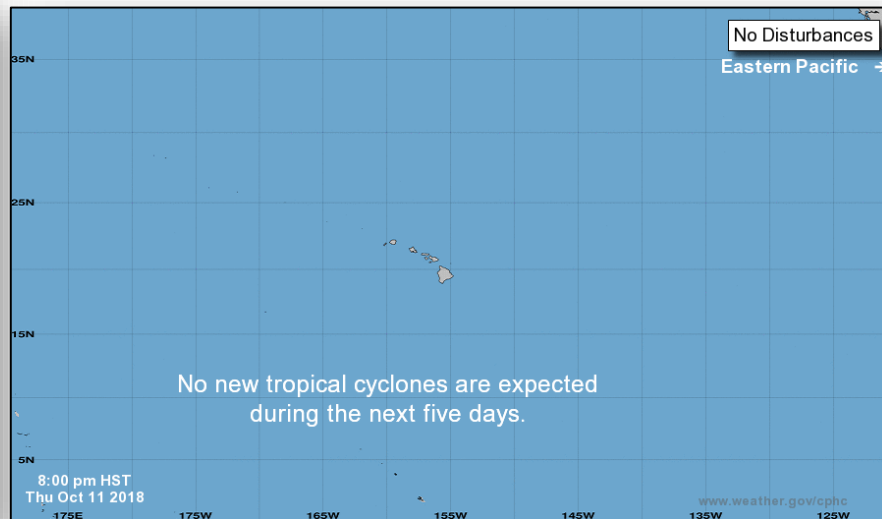 No Disturbances
Eastern Pacific →
35N
25N
15N
No new tropical cyclones are expected
during the next five days.
5N
8:00 pm HST
Thu Oct 11 2018
www.weather.gov/cphc
175E
175W
165W
155W
145W
135W
125W